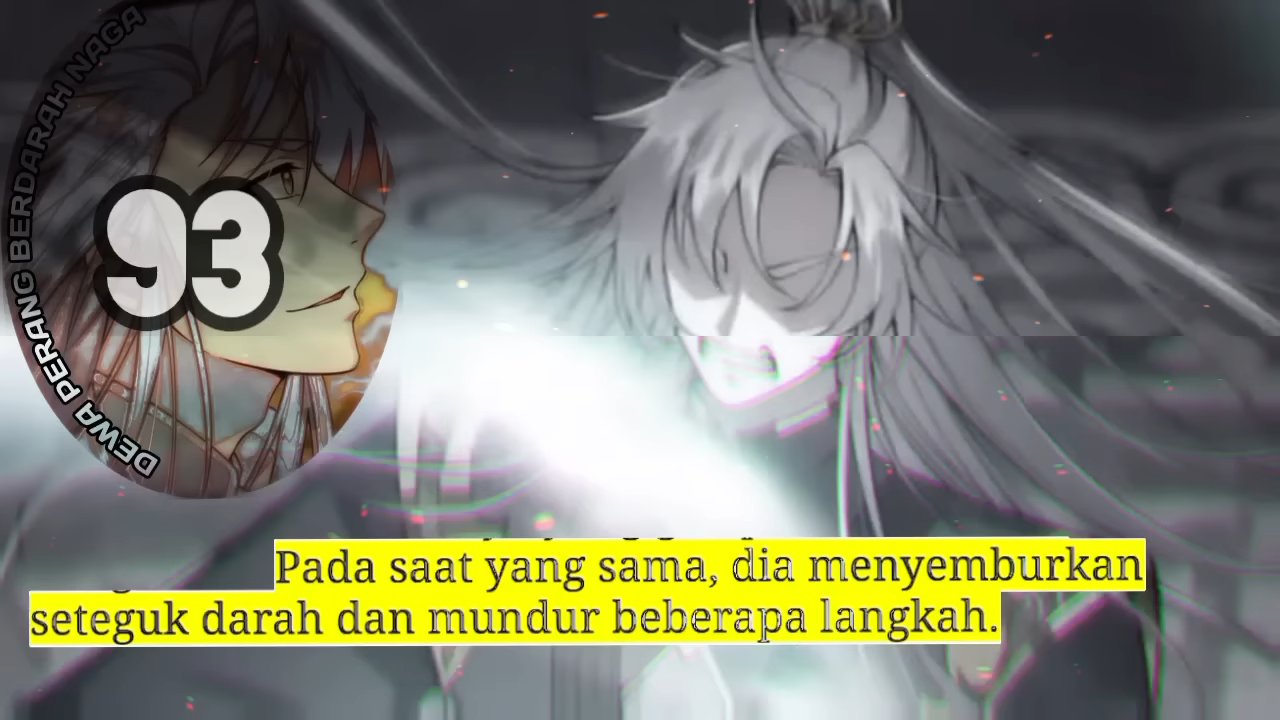 DEWA PERANG BERDARAH NAGA
93
Pada saat yang sama, dia menyemburkan
seteguk darah dan mundur beberapa langkah.